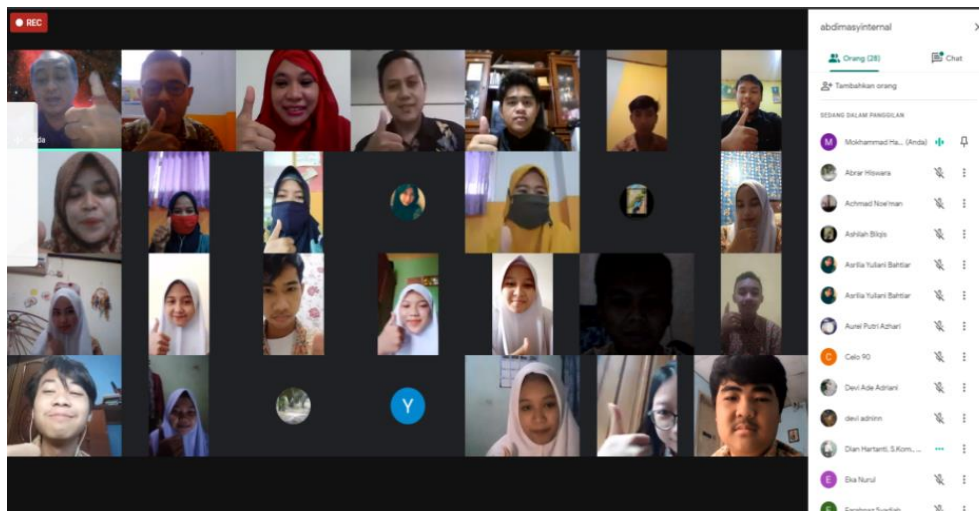 REC
Anda
Y
abdimasyinternal
Orang (28)
Chat
Tambahkan orang
SEDANG DALAM PANGGILAN
M
Mokhammad Ha... (Anda)
Abrar Hiswara
Achmad Noe'man
Ashilah Bilqis
Asrilia Yuliani Bahtiar
Asrilia Yuliani Bahtiar
Aurel Putri Azhari
C
Celo 90
Devi Ade Adriani
devi adninn
Dian Hartanti, S.Kom., ...
E
Eka Nurul